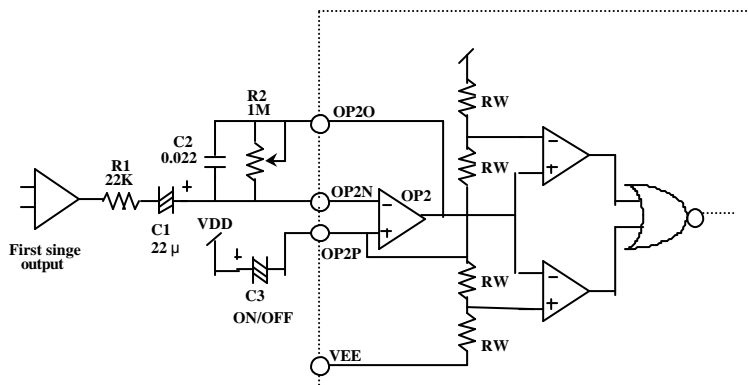 R2
1M
OP2O
RW
C2
0.022
R1
22K
RW
OP2N
OP2
+
−
−
+
First singe
output
C1
22 μ
VDD
+
+
OP2P
−
+
RW
C3
ON/OFF
RW
VEE